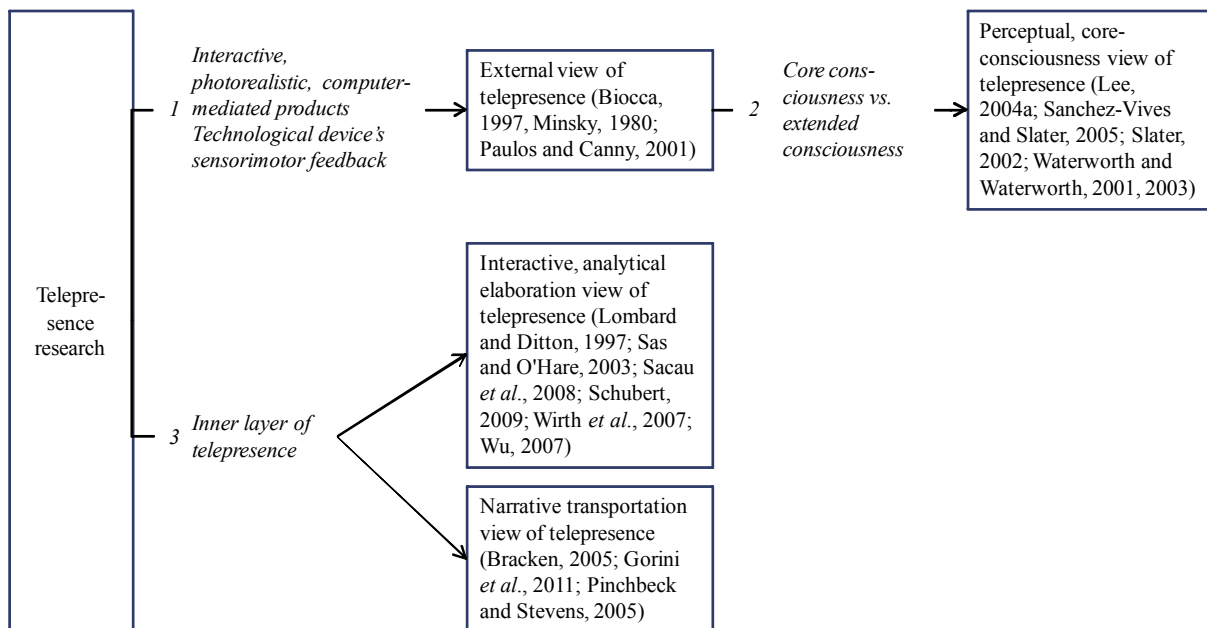 Telepre-
sence
research
1
Interactive,
photorealistic, computer-
mediated products
Technological device's
sensorimotor feedback
External view of
telepresence (Biocca,
1997, Minsky, 1980;
Paulos and Canny, 2001)
2
Core cons-
ciousness vs.
extended
consciousness
Perceptual, core-
consciousness view of
telepresence (Lee,
2004a; Sanchez-Vives
and Slater, 2005; Slater,
2002; Waterworth and
Waterworth, 2001, 2003)
3
Inner layer of
telepresence
Interactive, analytical
elaboration view of
telepresence (Lombard
and Ditton, 1997; Sas
and O'Hare, 2003; Sacau
et al., 2008; Schubert,
2009; Wirth et al., 2007;
Wu, 2007)
Narrative transportation
view of telepresence
(Bracken, 2005; Gorini
et al., 2011; Pinchbeck
and Stevens, 2005)